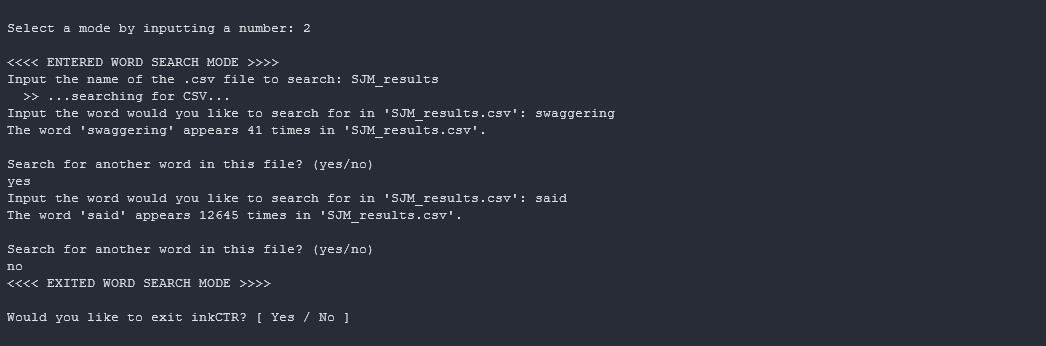 Select a mode by inputting a number: 2
<<<< ENTERED WORD SEARCH MODE >>>>
Input the name of the .csv file to search: SJM_results
>> ...searching for CSV...
Input the word would you like to search for in 'SJM_results.csv': swaggering
The word 'swaggering' appears 41 times in 'SJM_results.csv'.
Search for another word in this file? (yes/no)
yes
Input the word would you like to search for in 'SJM_results.csv': said
The word 'said' appears 12645 times in 'SJM_results.csv'.
Search for another word in this file? (yes/no)
no
<<<< EXITED WORD SEARCH MODE >>>>
Would you like to exit inkCTR? [ Yes / No ]